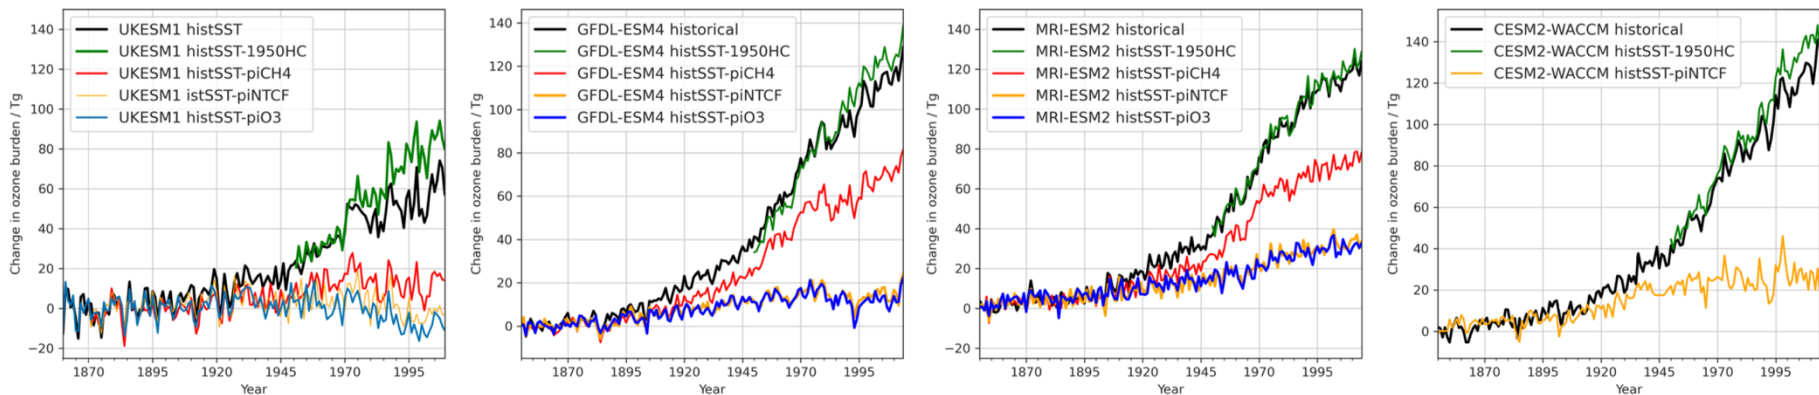 UKESM1 histSST
UKESM1 histSST-1950HC
UKESM1 histSST-piCH4
UKESM1 istSST-piNTCF
UKESM1 histSST-piO3
Change in ozone burden / Tg
140
120
100
80
60
40
20
0
−20
1870 1895 1920 1945 1970 1995
Year
GFDL-ESM4 historical
GFDL-ESM4 histSST-1950HC
GFDL-ESM4 histSST-piCH4
GFDL-ESM4 histSST-piNTCF
GFDL-ESM4 histSST-piO3
Change in ozone burden / Tg
140
120
100
80
60
40
20
0
1870 1895 1920 1945 1970 1995
Year
MRI-ESM2 historical
MRI-ESM2 histSST-1950HC
MRI-ESM2 histSST-piCH4
MRI-ESM2 histSST-piNTCF
MRI-ESM2 histSST-piO3
Change in ozone burden / Tg
140
120
100
80
60
40
20
0
−20
1870 1895 1920 1945 1970 1995
Year
CESM2-WACCM historical
CESM2-WACCM histSST-1950HC
CESM2-WACCM histSST-piNTCF
Change in ozone burden / Tg
140
120
100
80
60
40
20
0
1870 1895 1920 1945 1970 1995
Year